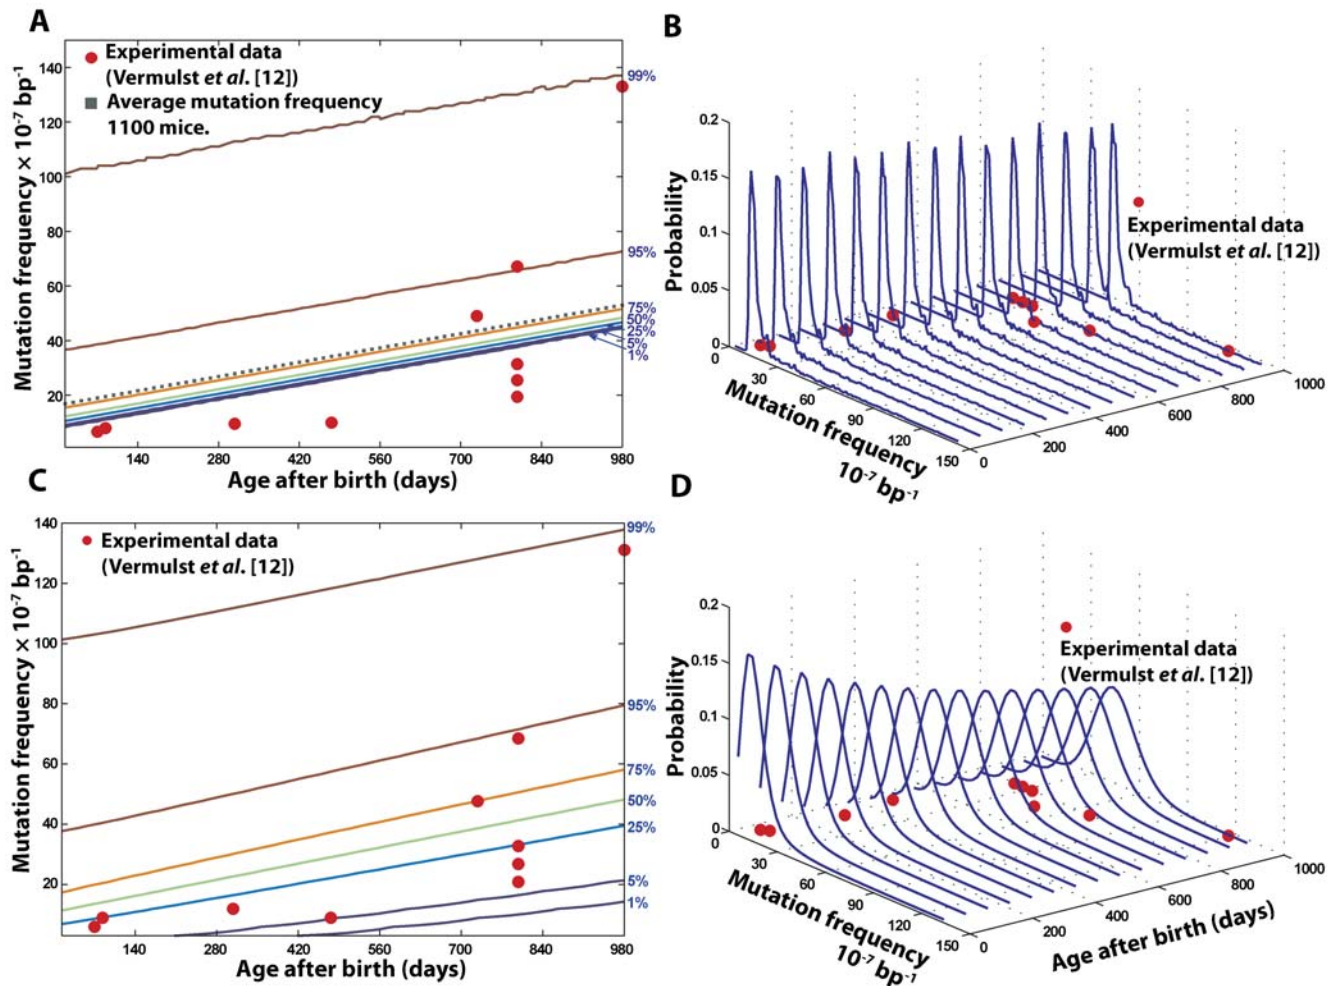 A
Experimental data
(Vermulst et al. [12])
Average mutation frequency
1100 mice.
Mutation frequency × 10⁻⁷ bp⁻¹
140
120
100
80
60
40
20
140 280 420 560 700 840 980
Age after birth (days)
99%
95%
75%
50%
25%
5%
1%
B
Probability
0.2
0.15
0.1
0.05
0
0 30 60 90 120 150
Mutation frequency
10⁻⁷ bp⁻¹
0 200 400 600 800 1000
Experimental data
(Vermulst et al. [12])
C
Experimental data
(Vermulst et al. [12])
Mutation frequency × 10⁻⁷ bp⁻¹
140
120
100
80
60
40
20
140 280 420 560 700 840 980
Age after birth (days)
99%
95%
75%
50%
25%
5%
1%
D
Probability
0.2
0.15
0.1
0.05
0
0 30 60 90 120 150
Mutation frequency
10⁻⁷ bp⁻¹
0 200 400 600 800 1000
Age after birth (days)
Experimental data
(Vermulst et al. [12])